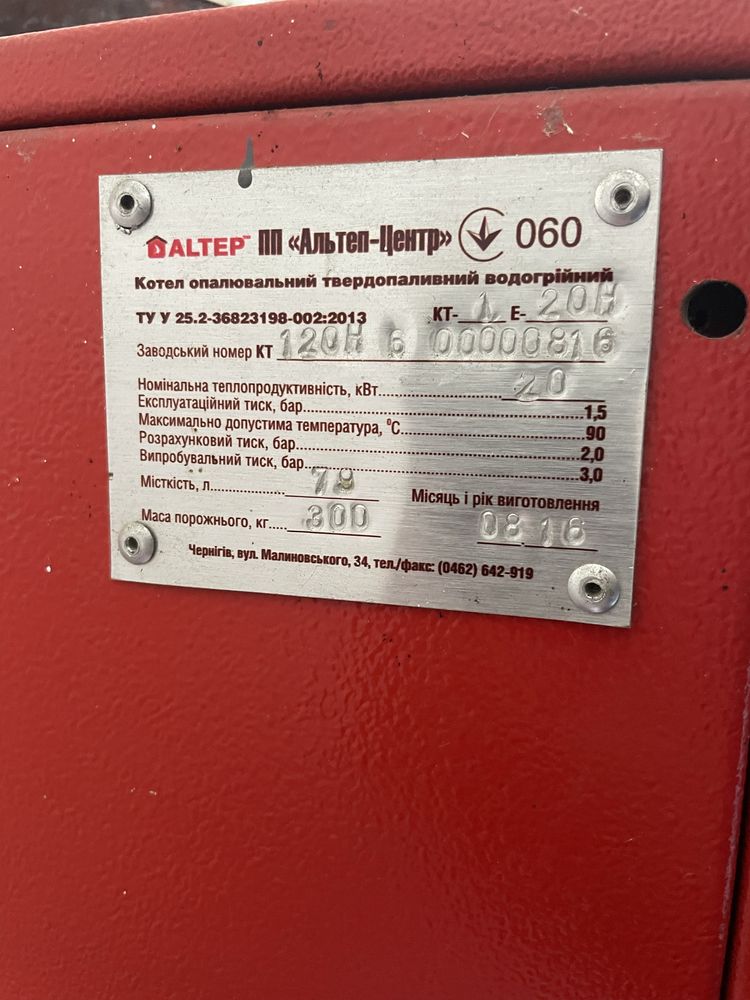 ALTEP™ ПП «Альтеп-Центр» 060
Котел опалювальний твердопаливний водогрійний
ТУ У 25.2-36823198-002:2013 КТ- 1 Е- 20Н
Заводський номер КТ 120Н 6 00000816
Номінальна теплопродуктивність, кВт 20
Експлуатаційний тиск, бар 1,5
Максимально допустима температура, °С 90
Розрахунковий тиск, бар 2,0
Випробувальний тиск, бар 3,0
Місткість, л 79 Місяць і рік виготовлення
Маса порожнього, кг 300 08 16
Чернігів, вул. Малиновського, 34, тел./факс: (0462) 642-919